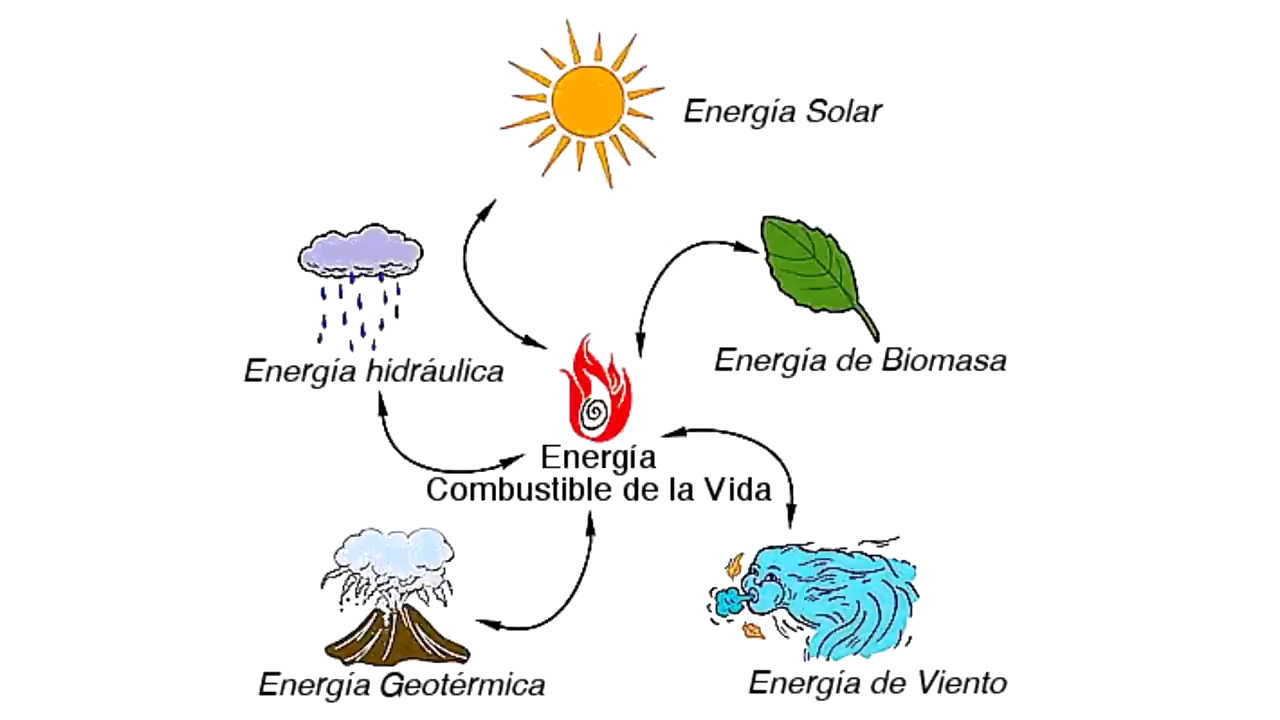 Energía Solar
Energía de Biomasa
Energía hidráulica
Energía
Combustible de la Vida
Energía Geotérmica
Energía de Viento